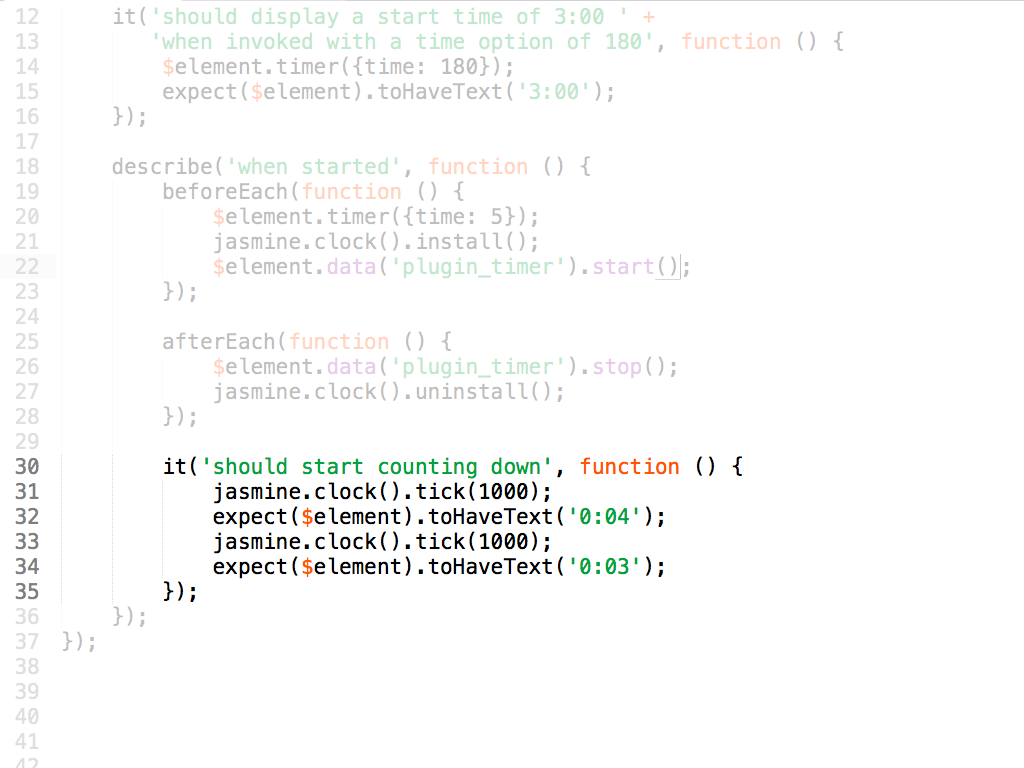 12 it('should display a start time of 3:00 ' +
13 'when invoked with a time option of 180', function () {
14 $element.timer({time: 180});
15 expect($element).toHaveText('3:00');
16 });
17
18 describe('when started', function () {
19 beforeEach(function () {
20 $element.timer({time: 5});
21 jasmine.clock().install();
22 $element.data('plugin_timer').start();
23 });
24
25 afterEach(function () {
26 $element.data('plugin_timer').stop();
27 jasmine.clock().uninstall();
28 });
29
30 it('should start counting down', function () {
31 jasmine.clock().tick(1000);
32 expect($element).toHaveText('0:04');
33 jasmine.clock().tick(1000);
34 expect($element).toHaveText('0:03');
35 });
36 });
37 });
38
39
40
41
42